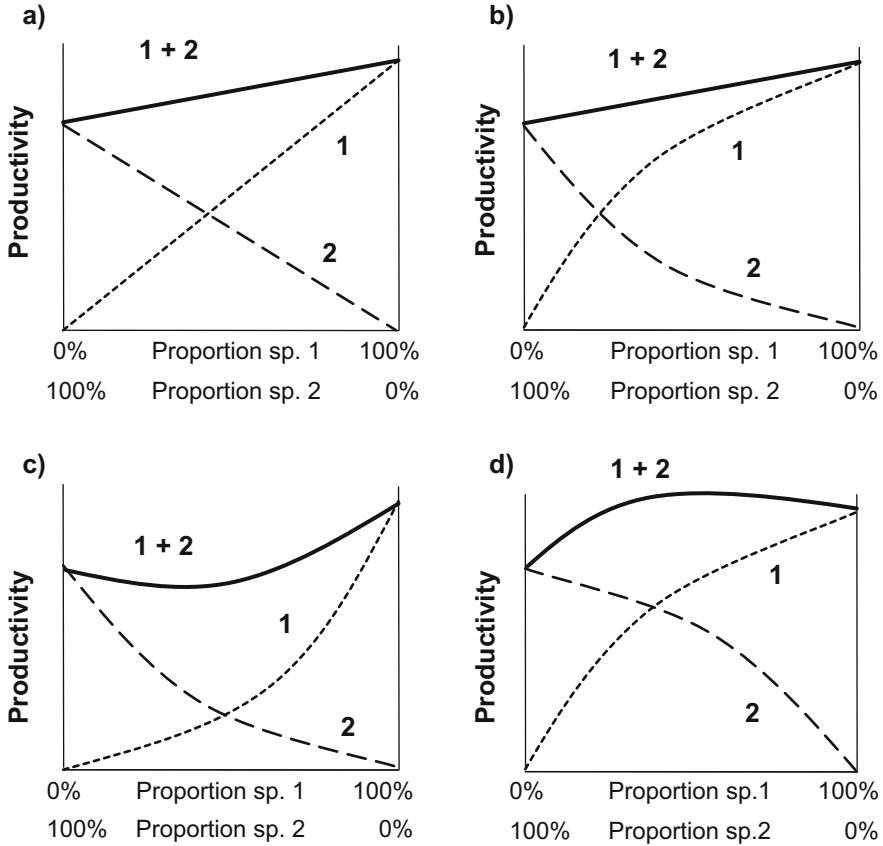 a)
1 + 2
Productivity
1
2
0% Proportion sp. 1 100%
100% Proportion sp. 2 0%
b)
1 + 2
Productivity
1
2
0% Proportion sp. 1 100%
100% Proportion sp. 2 0%
c)
1 + 2
Productivity
1
2
0% Proportion sp. 1 100%
100% Proportion sp. 2 0%
d)
1 + 2
Productivity
1
2
0% Proportion sp.1 100%
100% Proportion sp.2 0%